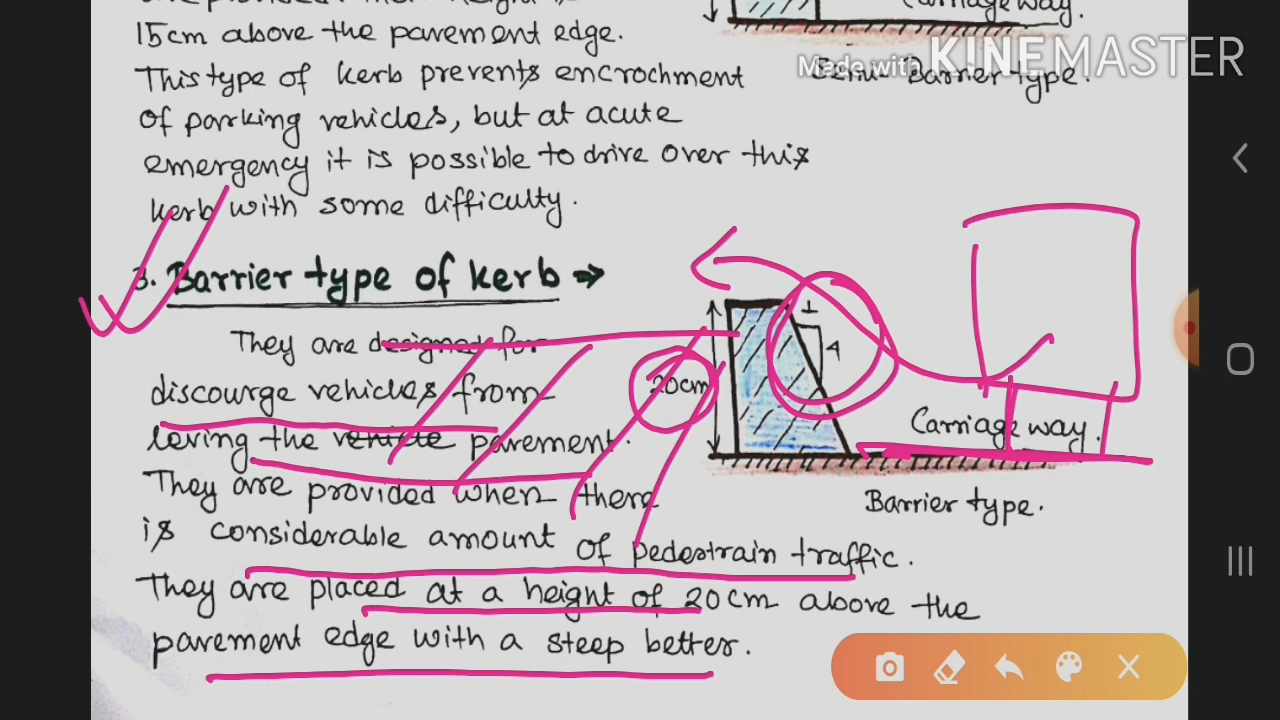 15cm above the pavement edge.
This type of kerb prevents encrochment
of parking vehicles, but at acute
emergency it is possible to drive over this
kerb with some difficulty.
3. Barrier type of kerb →
They are designed for
discourge vehicles from
leving the vehicle pavement.
They are provided when there
is considerable amount of pedestrain traffic.
They are placed at a height of 20cm above the
pavement edge with a steep better.
Carriage way.
Made with KINEMASTER
Barrier type.
1
4
20cm
Carriage way.
Barrier type.